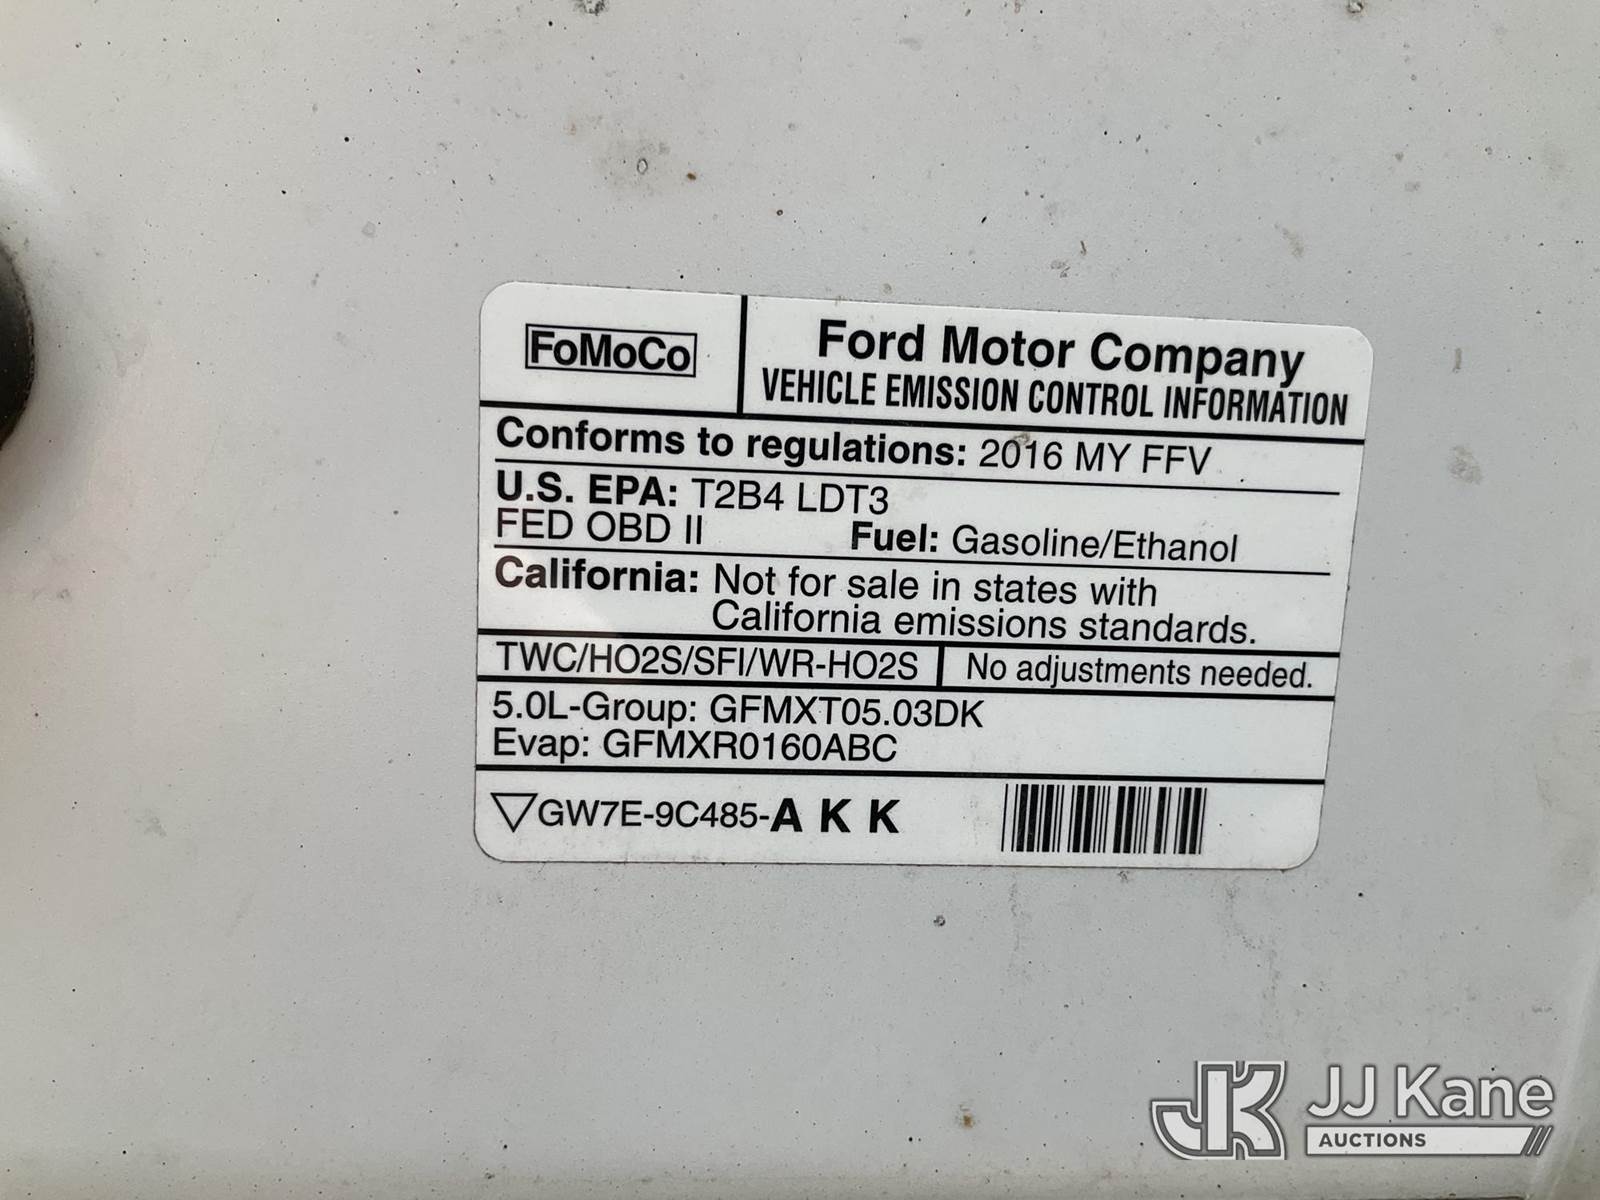 FoMoCo
Ford Motor Company
VEHICLE EMISSION CONTROL INFORMATION
Conforms to regulations: 2016 MY FFV
U.S. EPA: T2B4 LDT3
FED OBD II Fuel: Gasoline/Ethanol
California: Not for sale in states with
California emissions standards.
TWC/HO2S/SFI/WR-HO2S No adjustments needed.
5.0L-Group: GFMXT05.03DK
Evap: GFMXR0160ABC
GW7E-9C485-A K K
JK JJ Kane
AUCTIONS